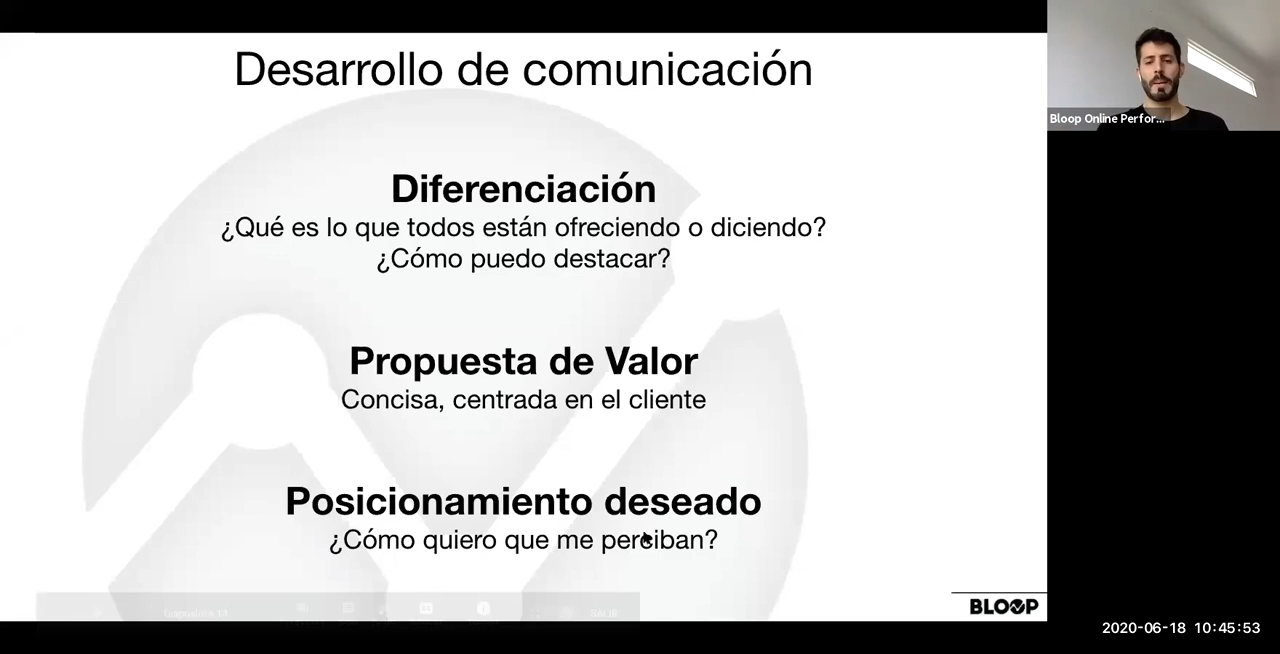 Desarrollo de comunicación
Diferenciación
¿Qué es lo que todos están ofreciendo o diciendo?
¿Cómo puedo destacar?
Propuesta de Valor
Concisa, centrada en el cliente
Posicionamiento deseado
¿Cómo quiero que me perciban?
BLOOP
Bloop Online Perfor...
2020-06-18 10:45:53